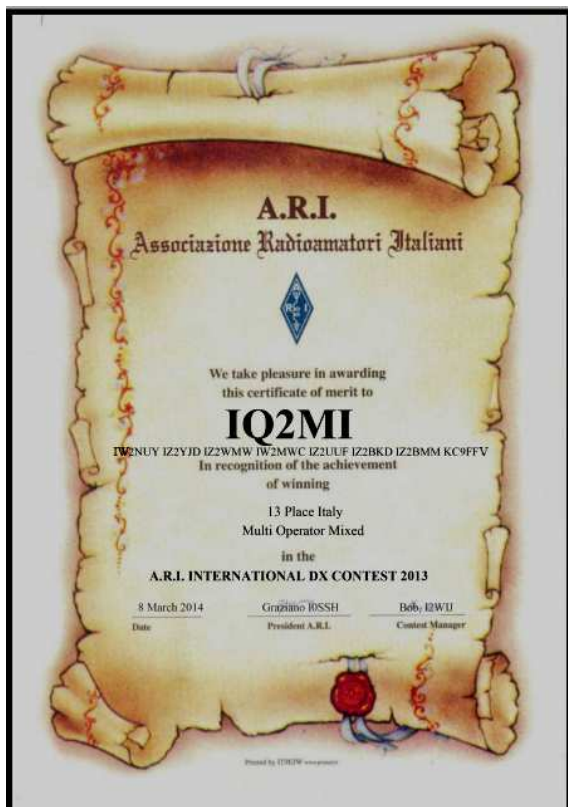 A.R.I.
Associazione Radioamatori Italiani
We take pleasure in awarding
this certificate of merit to
IQ2MI
IW2NUY IZ2YJD IZ2WMW IW2MWC IZ2UUF IZ2BKD IZ2BMM KC9FFV
In recognition of the achievement
of winning
13 Place Italy
Multi Operator Mixed
in the
A.R.I. INTERNATIONAL DX CONTEST 2013
8 March 2014 Graziano I0SSH Bob, I2WIJ
Date President A.R.I. Contest Manager
Printed by